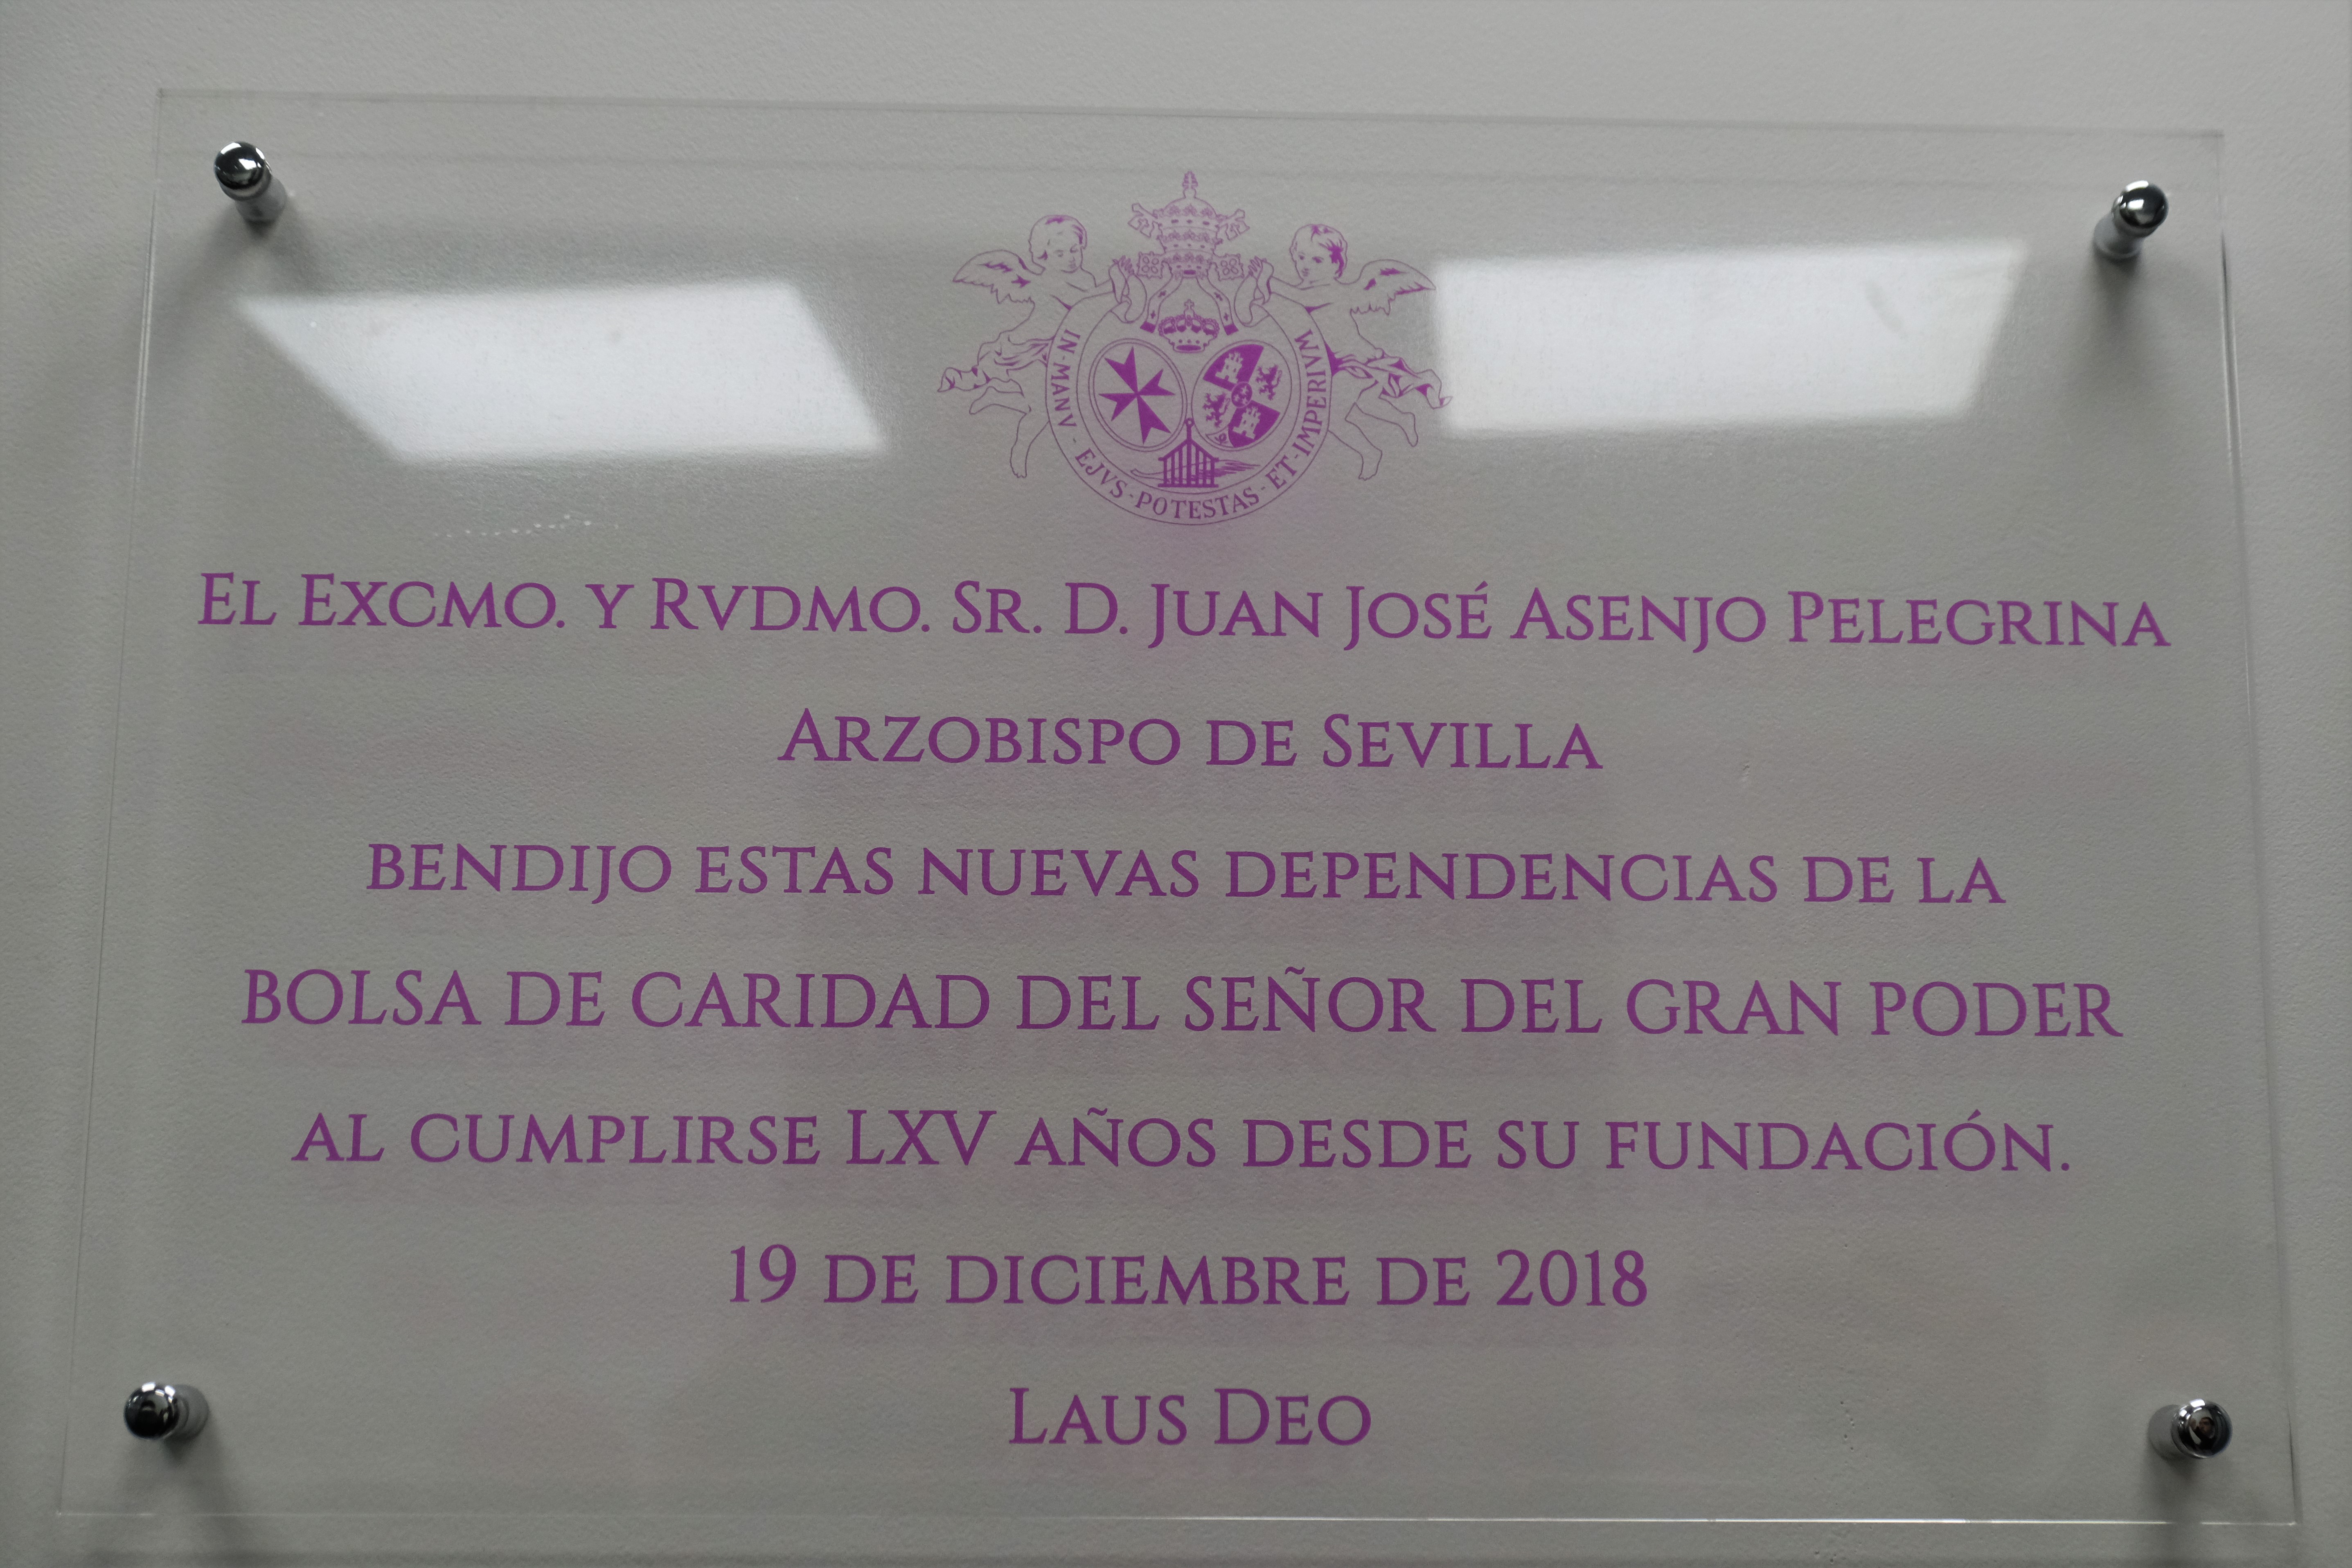 IN · MANV · EJVS · POTESTAS · ET · IMPERIVM
El Excmo. y Rvdmo. Sr. D. Juan José Asenjo Pelegrina
Arzobispo de Sevilla
bendijo estas nuevas dependencias de la
BOLSA DE CARIDAD DEL SEÑOR DEL GRAN PODER
al cumplirse LXV años desde su fundación.
19 de diciembre de 2018
Laus Deo